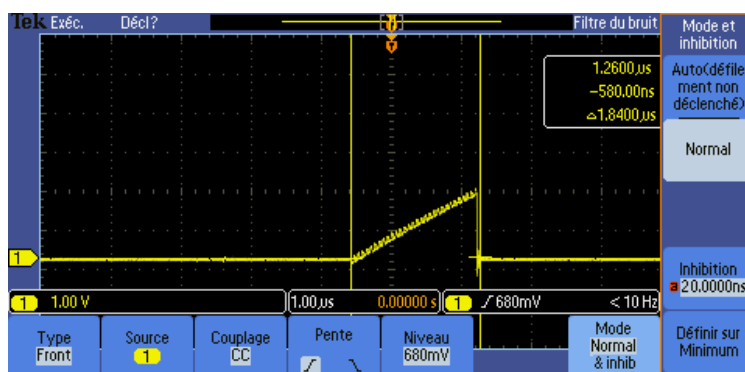 Tek Exéc. Décl? Filtre du bruit
Mode et
inhibition
Auto(défile
ment non
déclenché)
Normal
1.2600µs
−580.00ns
△1.8400µs
1
1 1.00 V 1.00µs 0.00000 s 1 680mV < 10 Hz
Inhibition
a 20.0000ns
Définir sur
Minimum
Type
Front
Source
1
Couplage
CC
Pente
Niveau
680mV
Mode
Normal
& inhib